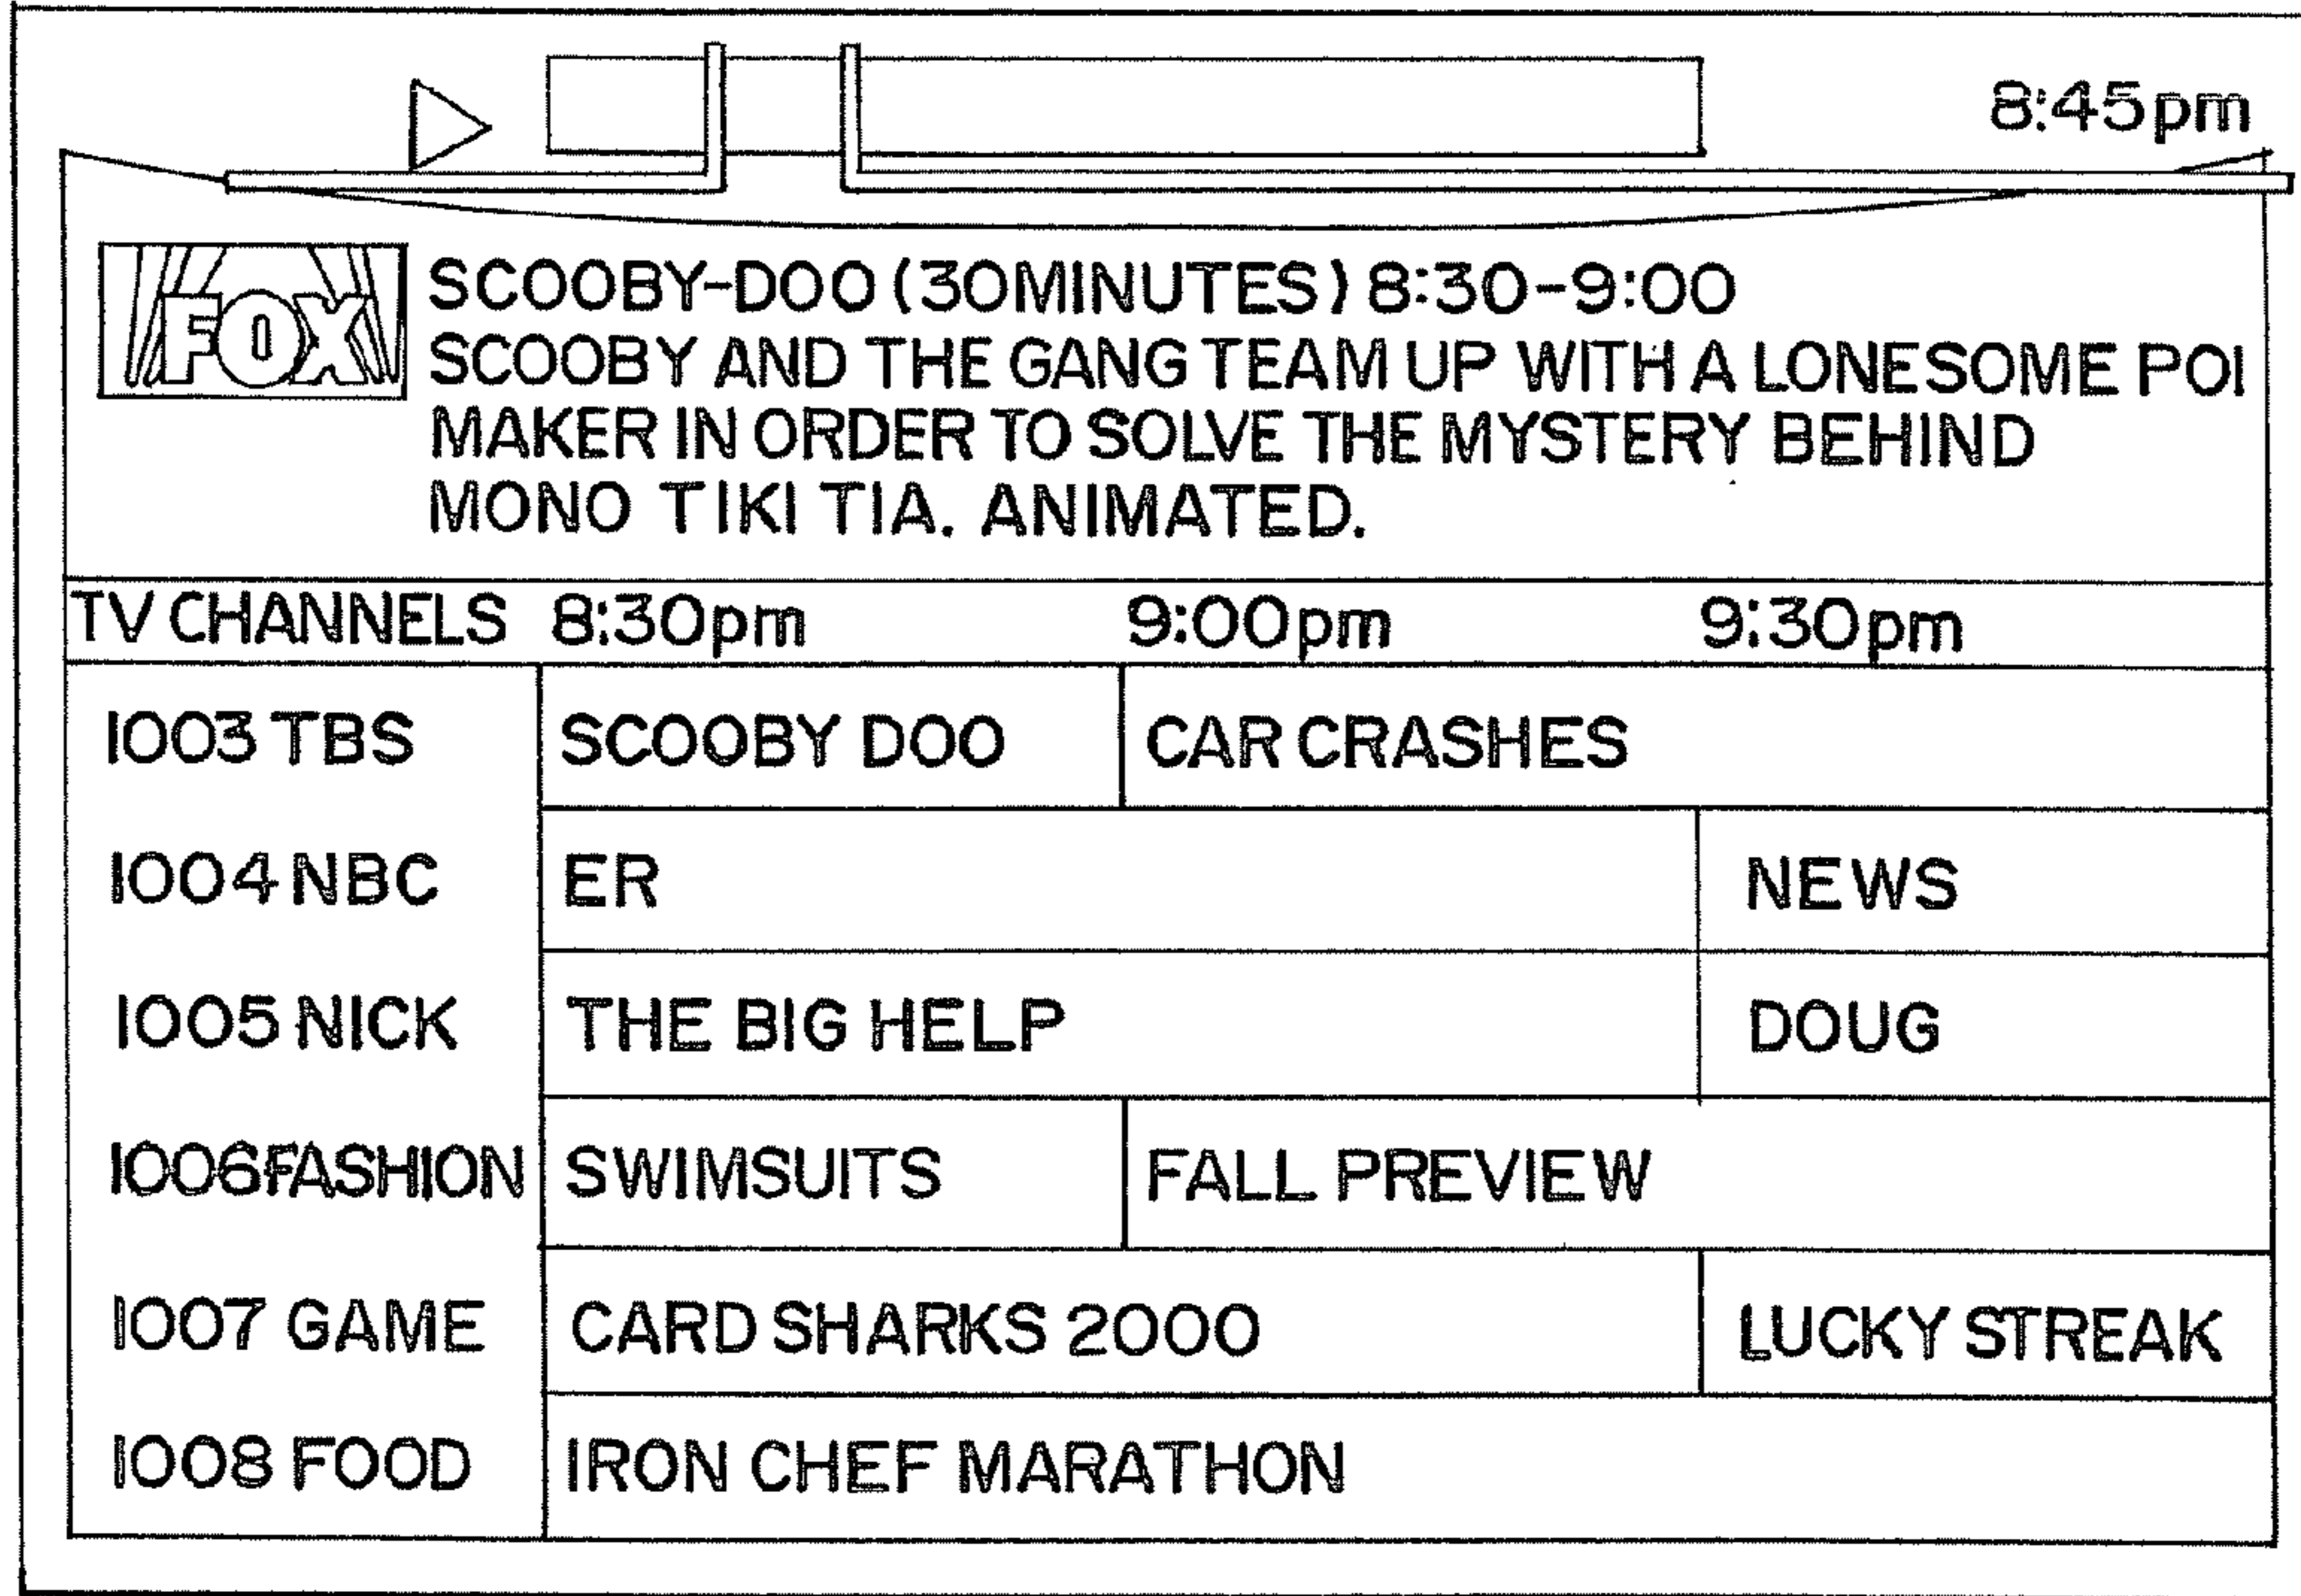 8:45pm
FOX
SCOOBY-DOO (30MINUTES) 8:30-9:00
SCOOBY AND THE GANG TEAM UP WITH A LONESOME POI
MAKER IN ORDER TO SOLVE THE MYSTERY BEHIND
MONO TIKI TIA. ANIMATED.
TV CHANNELS 8:30pm 9:00pm 9:30pm
1003 TBS SCOOBY DOO CAR CRASHES
1004 NBC ER NEWS
1005 NICK THE BIG HELP DOUG
1006 FASHION SWIMSUITS FALL PREVIEW
1007 GAME CARD SHARKS 2000 LUCKY STREAK
1008 FOOD IRON CHEF MARATHON